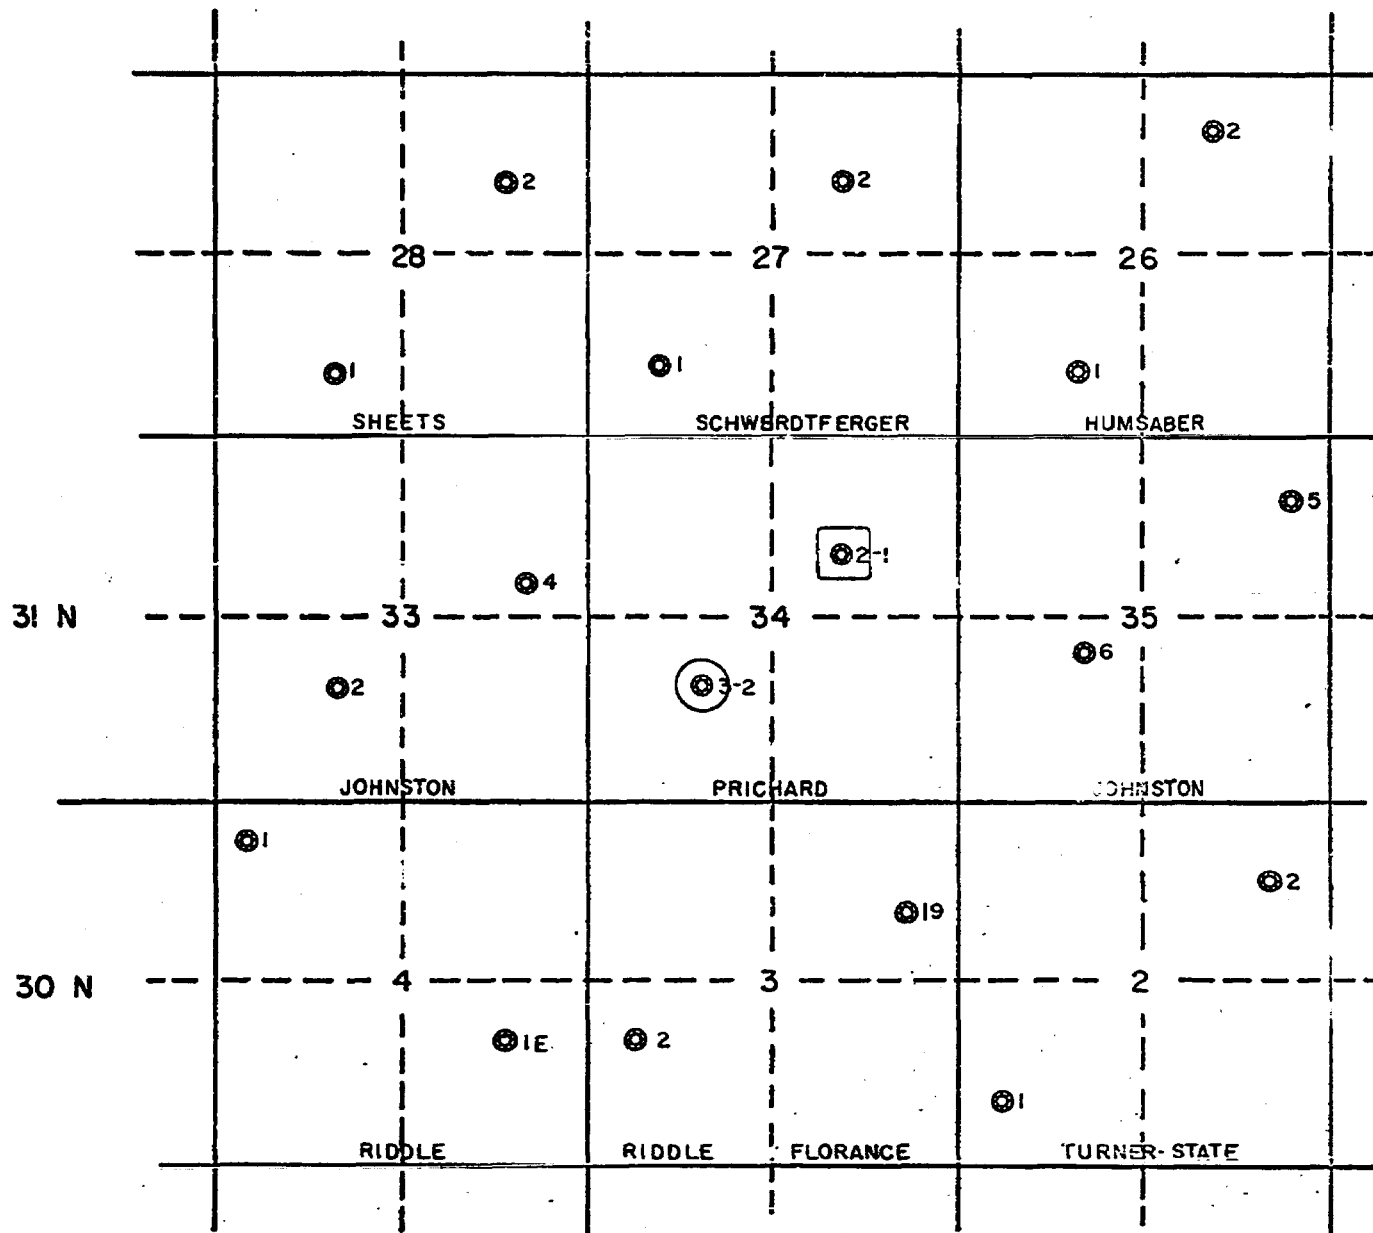 2
2
2
28
27
26
1
1
1
SHEETS
SCHWERDTFERGER
HUMSABER
5
2-1
4
31 N
33
34
35
6
2
3-2
JOHNSTON
PRICHARD
JOHNSTON
1
2
19
30 N
4
3
2
1E
2
1
RIDDLE
RIDDLE
FLORANCE
TURNER-STATE